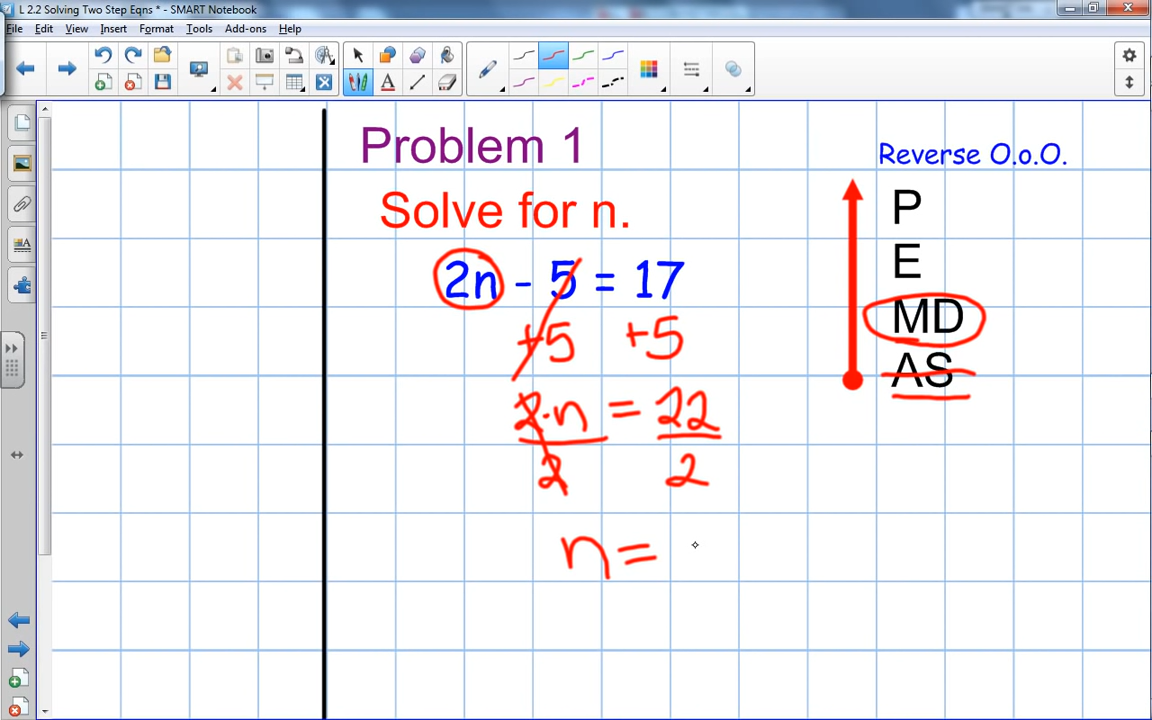 L 2.2 Solving Two Step Eqns * - SMART Notebook
File Edit View Insert Format Tools Add-ons Help
Problem 1
Reverse O.o.O.
Solve for n.
P
E
MD
AS
2n - 5 = 17
+5 +5
2·n = 22
2 2
n =